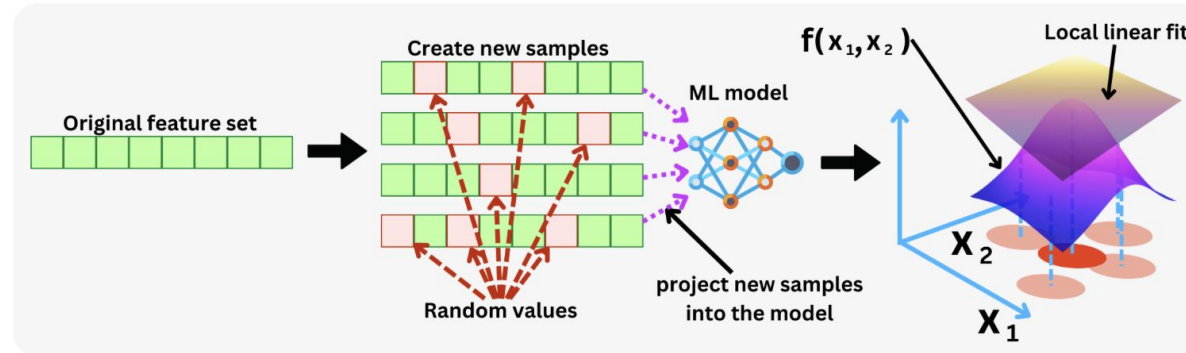 Original feature set
Create new samples
Random values
ML model
project new samples
into the model
f(x₁,x₂)
Local linear fit
X₂
X₁